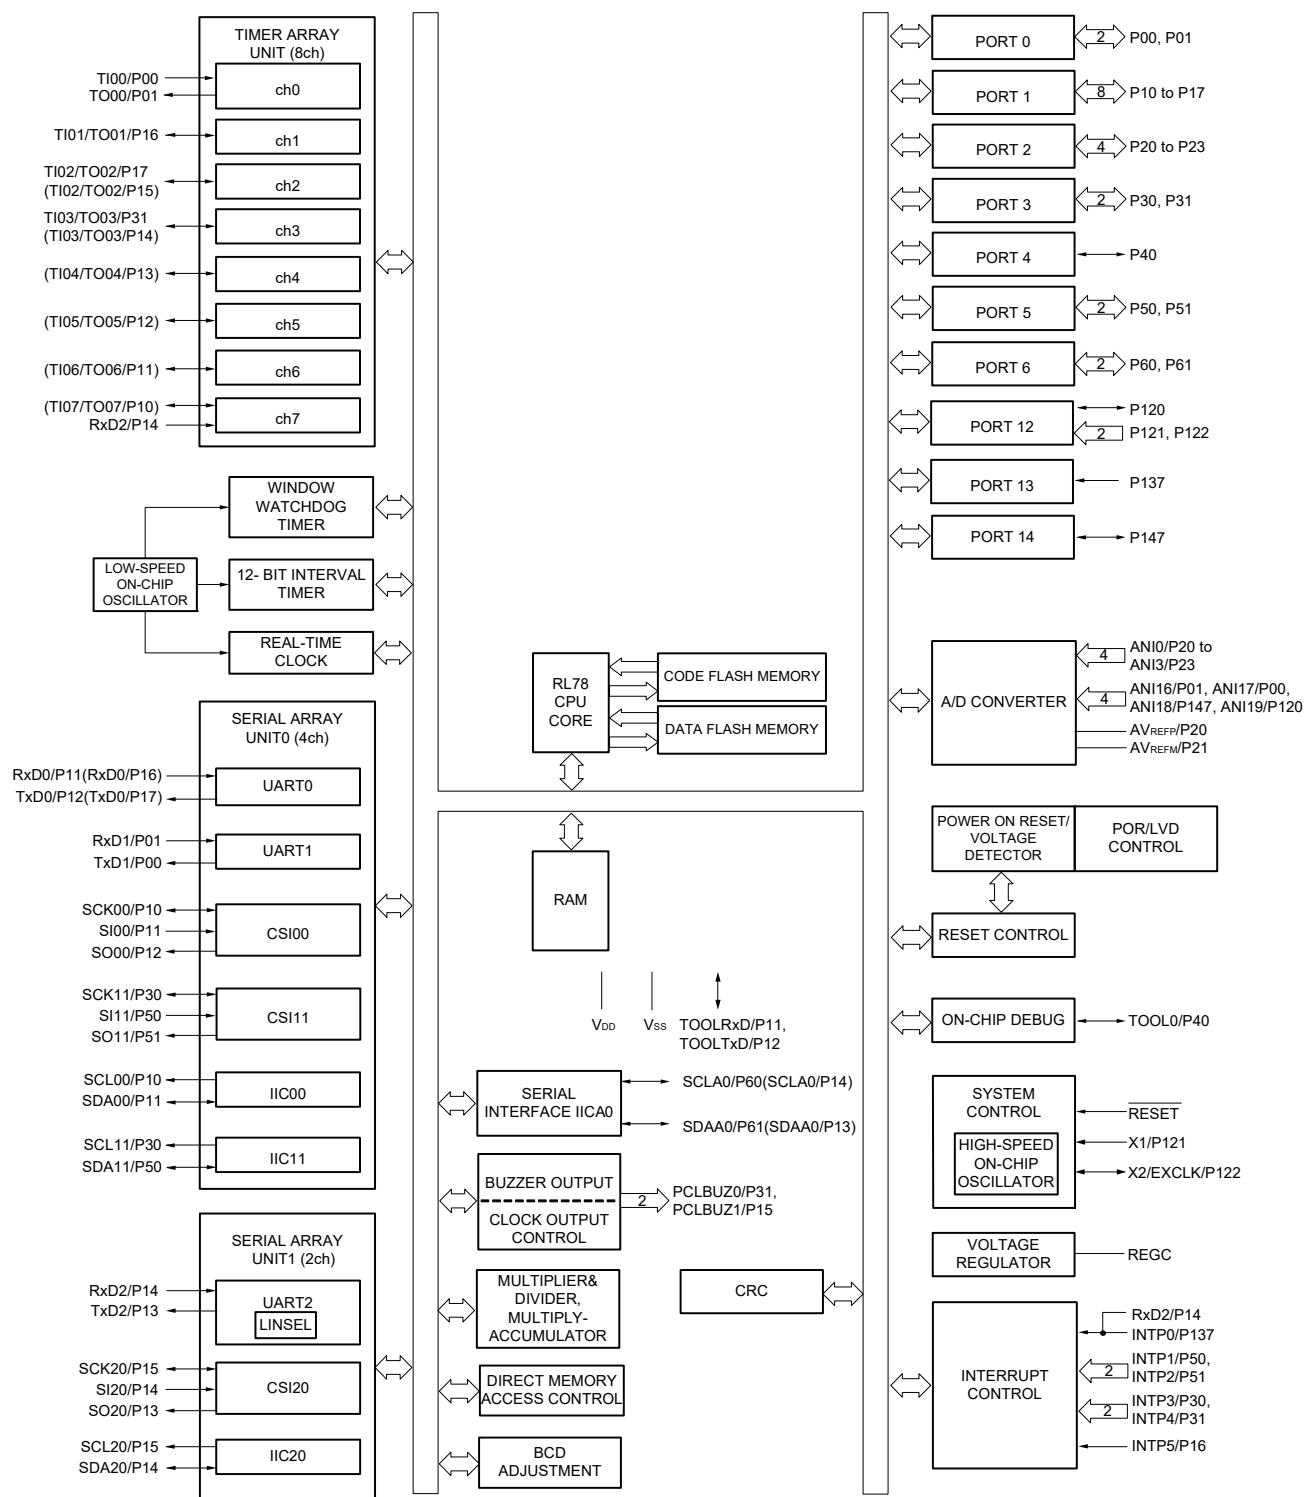 TIMER ARRAY
UNIT (8ch)
TI00/P00
TO00/P01
ch0
TI01/TO01/P16
ch1
TI02/TO02/P17
(TI02/TO02/P15)
ch2
TI03/TO03/P31
(TI03/TO03/P14)
ch3
(TI04/TO04/P13)
ch4
(TI05/TO05/P12)
ch5
(TI06/TO06/P11)
ch6
(TI07/TO07/P10)
RxD2/P14
ch7
WINDOW
WATCHDOG
TIMER
LOW-SPEED
ON-CHIP
OSCILLATOR
12- BIT INTERVAL
TIMER
REAL-TIME
CLOCK
SERIAL ARRAY
UNIT0 (4ch)
RxD0/P11(RxD0/P16)
TxD0/P12(TxD0/P17)
UART0
RxD1/P01
TxD1/P00
UART1
SCK00/P10
SI00/P11
SO00/P12
CSI00
SCK11/P30
SI11/P50
SO11/P51
CSI11
SCL00/P10
SDA00/P11
IIC00
SCL11/P30
SDA11/P50
IIC11
SERIAL ARRAY
UNIT1 (2ch)
RxD2/P14
TxD2/P13
UART2
LINSEL
SCK20/P15
SI20/P14
SO20/P13
CSI20
SCL20/P15
SDA20/P14
IIC20
RL78
CPU
CORE
CODE FLASH MEMORY
DATA FLASH MEMORY
RAM
VDD
VSS
TOOLRxD/P11,
TOOLTxD/P12
SERIAL
INTERFACE IICA0
SCLA0/P60(SCLA0/P14)
SDAA0/P61(SDAA0/P13)
BUZZER OUTPUT
CLOCK OUTPUT
CONTROL
2
PCLBUZ0/P31,
PCLBUZ1/P15
MULTIPLIER&
DIVIDER,
MULTIPLY-
ACCUMULATOR
CRC
DIRECT MEMORY
ACCESS CONTROL
BCD
ADJUSTMENT
PORT 0
2
P00, P01
PORT 1
8
P10 to P17
PORT 2
4
P20 to P23
PORT 3
2
P30, P31
PORT 4
P40
PORT 5
2
P50, P51
PORT 6
2
P60, P61
PORT 12
P120
2
P121, P122
PORT 13
P137
PORT 14
P147
A/D CONVERTER
4
ANI0/P20 to
ANI3/P23
4
ANI16/P01, ANI17/P00,
ANI18/P147, ANI19/P120
AVREFP/P20
AVREFM/P21
POWER ON RESET/
VOLTAGE
DETECTOR
POR/LVD
CONTROL
RESET CONTROL
ON-CHIP DEBUG
TOOL0/P40
SYSTEM
CONTROL
HIGH-SPEED
ON-CHIP
OSCILLATOR
RESET
X1/P121
X2/EXCLK/P122
VOLTAGE
REGULATOR
REGC
INTERRUPT
CONTROL
RxD2/P14
INTP0/P137
2
INTP1/P50,
INTP2/P51
2
INTP3/P30,
INTP4/P31
INTP5/P16